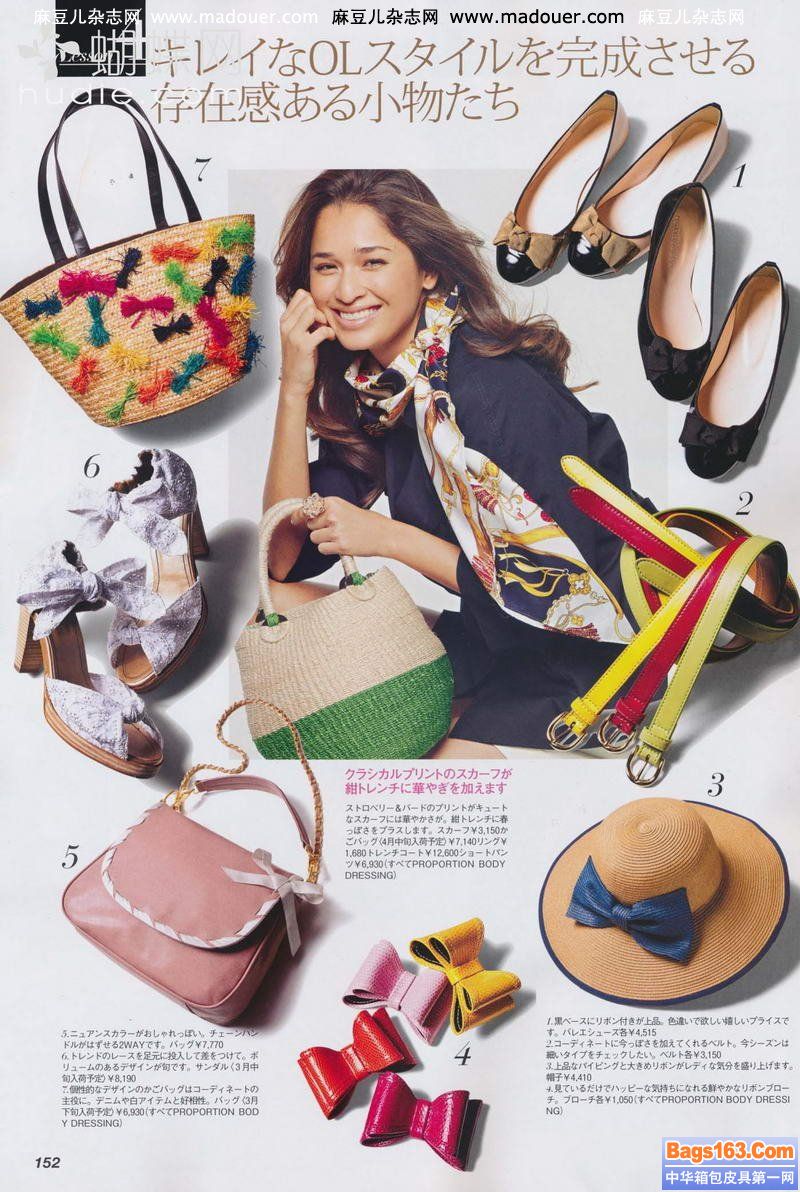 麻豆儿杂志网 www.madouer.com 麻豆儿杂志网 www.madouer.com 麻豆儿杂志网
Lesson
蝴蝶网
hudie.com
キレイなOLスタイルを完成させる
存在感ある小物たち
7
1
6
2
3
5
4
クラシカルプリントのスカーフが
紺トレンチに華やぎを加えます
ストロベリー&バードのプリントがキュート
なスカーフには華やかさが。紺トレンチに春
っぽさをプラスします。スカーフ¥3,150か
ごバッグ(4月中旬入荷予定)¥7,140リング¥
1,680トレンチコート¥12,600ショートパン
ツ¥6,930(すべてPROPORTION BODY
DRESSING)
5.ニュアンスカラーがおしゃれっぽい。チェーンハン
ドルがはずせる2WAYです。バッグ¥7,770
6.トレンドのレースを足元に投入して差をつけて。ボ
リュームのあるデザインが旬です。サンダル(3月中
旬入荷予定)¥8,190
7.個性的なデザインのかごバッグはコーディネートの
主役に。デニムや白アイテムと好相性。バッグ(3月
下旬入荷予定)¥6,930(すべてPROPORTION BOD
Y DRESSING)
1.黒ベースにリボン付きが上品。色違いで欲しい嬉しいプライスで
す。バレエシューズ各¥4,515
2.コーディネートに今っぽさを加えてくれるベルト。今シーズンは
細いタイプをチェックしたい。ベルト各¥3,150
3.上品なパイピングと大きめリボンがレディな気分を盛り上げます。
帽子¥4,410
4.見ているだけでハッピーな気持ちになれる鮮やかなリボンブロー
チ。ブローチ各¥1,050(すべてPROPORTION BODY DRESSI
NG)
152
Bags163.Com
中华箱包皮具第一网